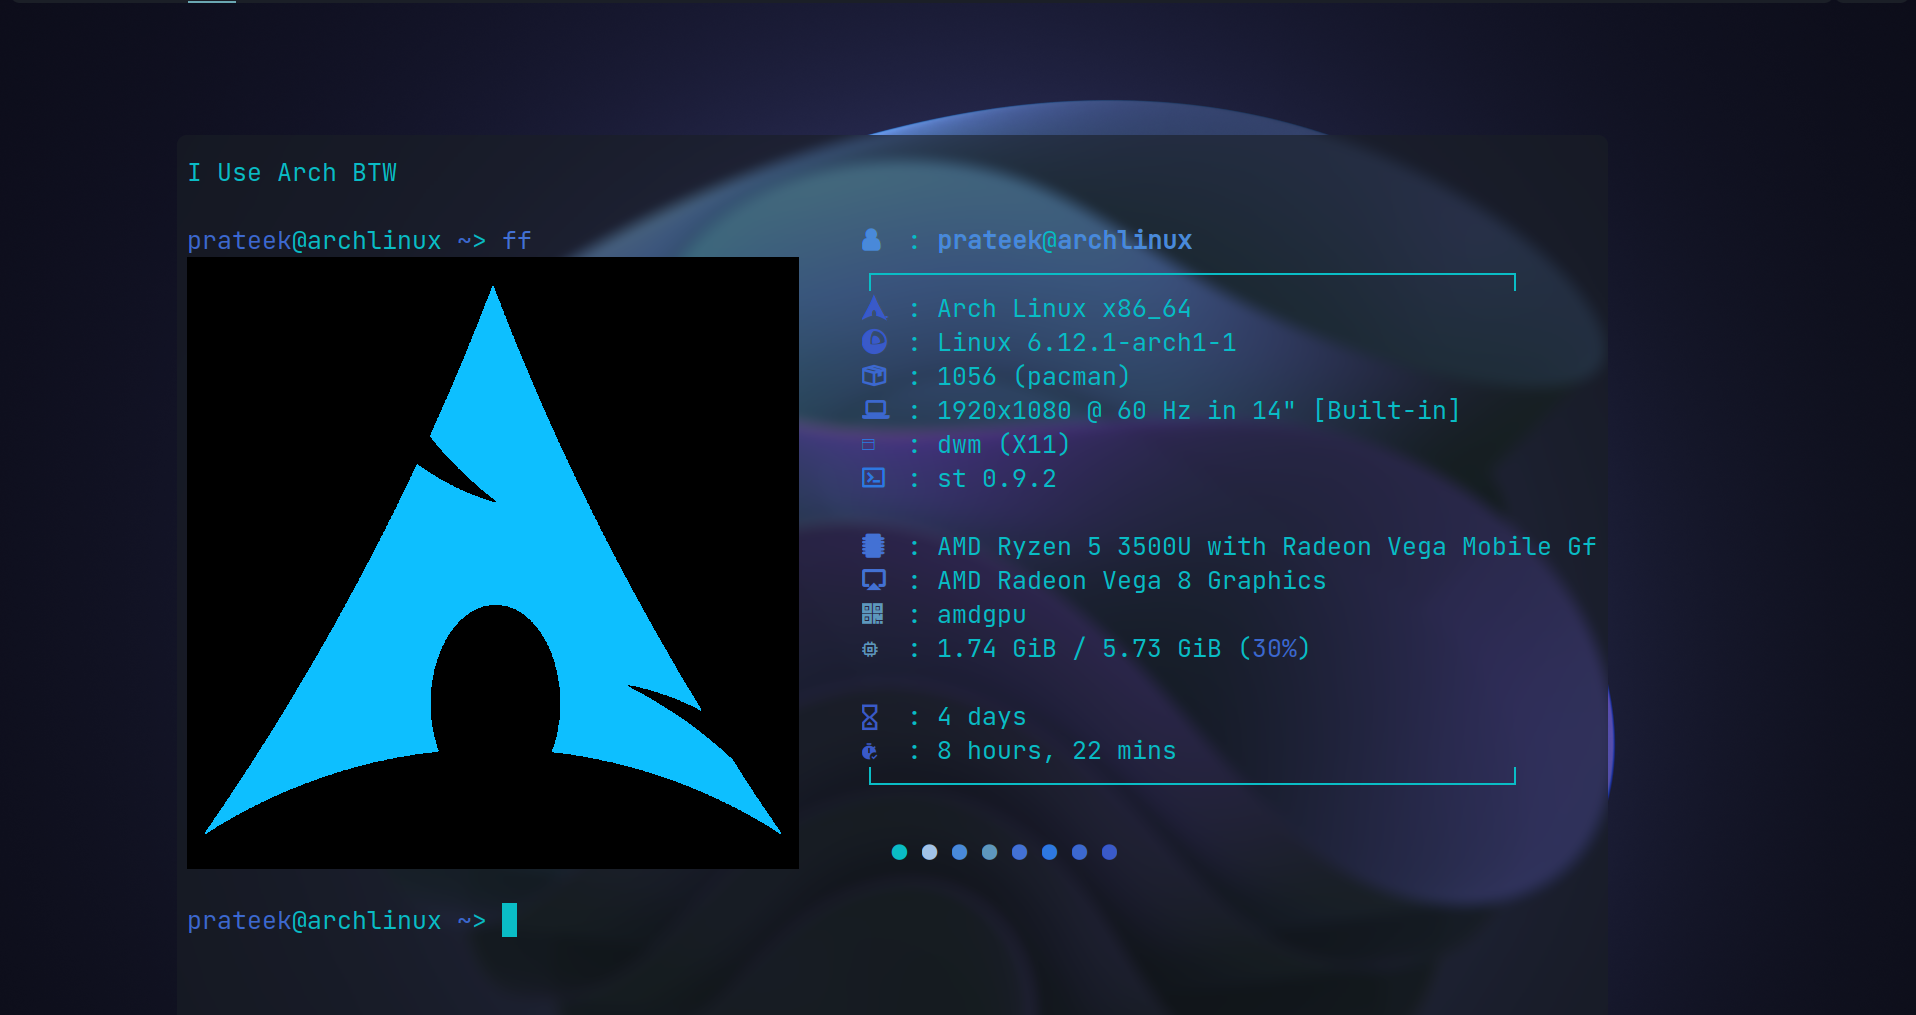 I Use Arch BTW
prateek@archlinux ~> ff
: prateek@archlinux
: Arch Linux x86_64
: Linux 6.12.1-arch1-1
: 1056 (pacman)
: 1920x1080 @ 60 Hz in 14" [Built-in]
: dwm (X11)
: st 0.9.2
: AMD Ryzen 5 3500U with Radeon Vega Mobile Gf
: AMD Radeon Vega 8 Graphics
: amdgpu
: 1.74 GiB / 5.73 GiB (30%)
: 4 days
: 8 hours, 22 mins
prateek@archlinux ~>